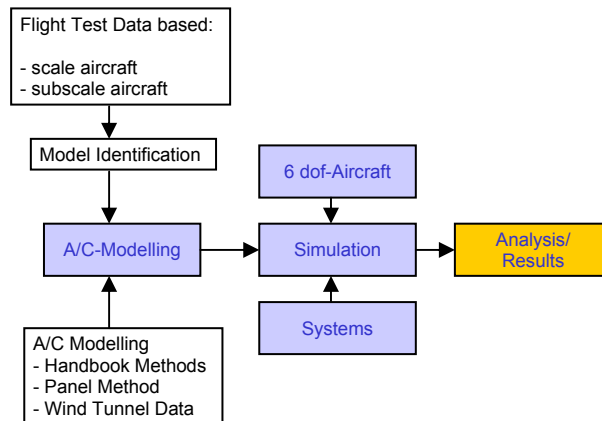 Flight Test Data based:
- scale aircraft
- subscale aircraft
Model Identification
6 dof-Aircraft
A/C-Modelling
Simulation
Analysis/
Results
Systems
A/C Modelling
- Handbook Methods
- Panel Method
- Wind Tunnel Data